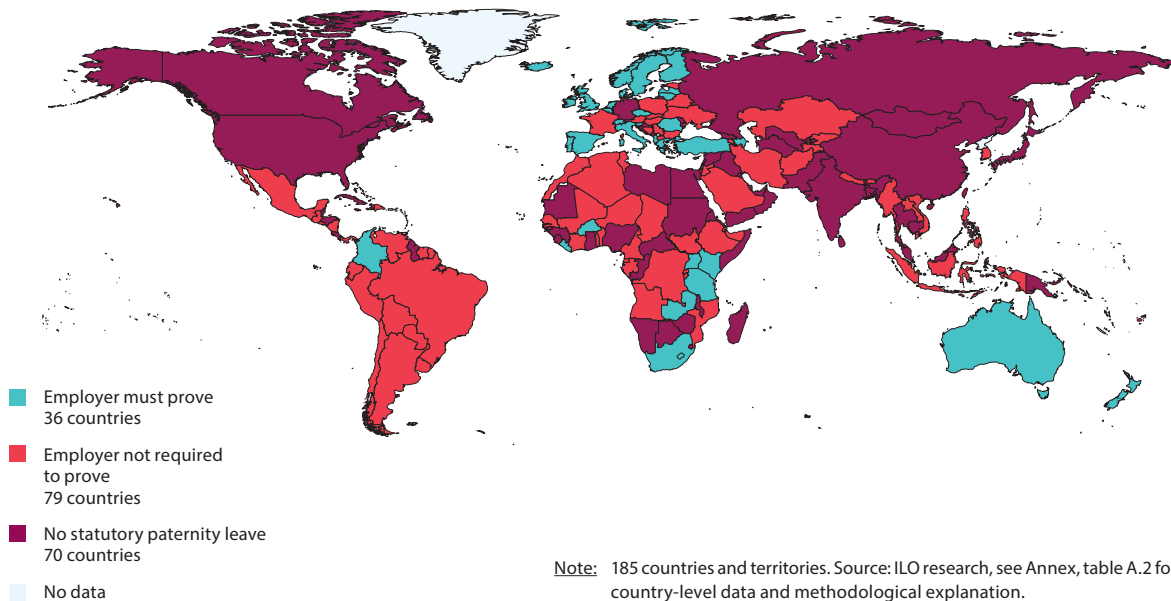 Employer must prove
36 countries
Employer not required
to prove
79 countries
No statutory paternity leave
70 countries
No data
Note: 185 countries and territories. Source: ILO research, see Annex, table A.2 fo
country-level data and methodological explanation.